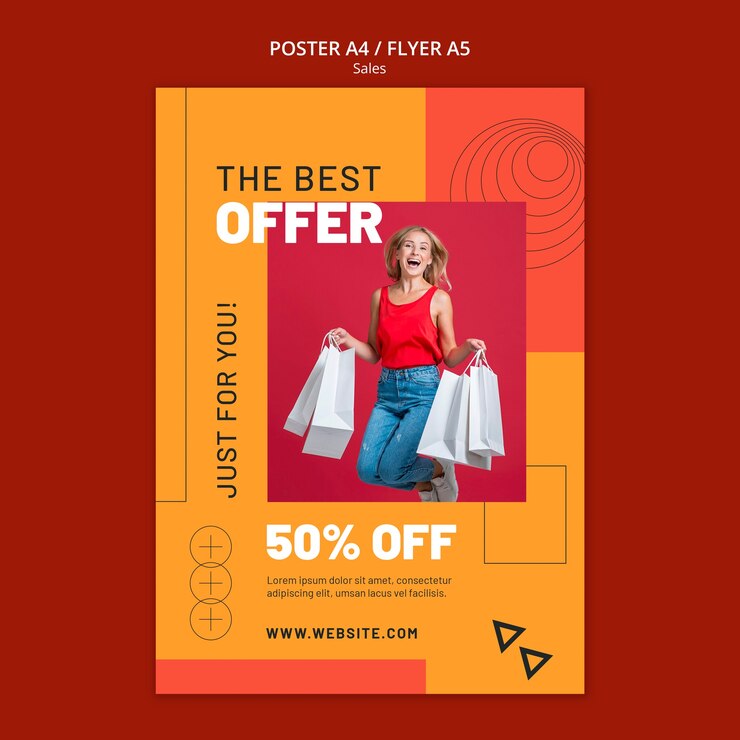 POSTER A4 / FLYER A5
Sales
THE BEST
OFFER
JUST FOR YOU!
50% OFF
Lorem ipsum dolor sit amet, consectetur
adipiscing elit, umsan lacus vel facilisis.
WWW.WEBSITE.COM